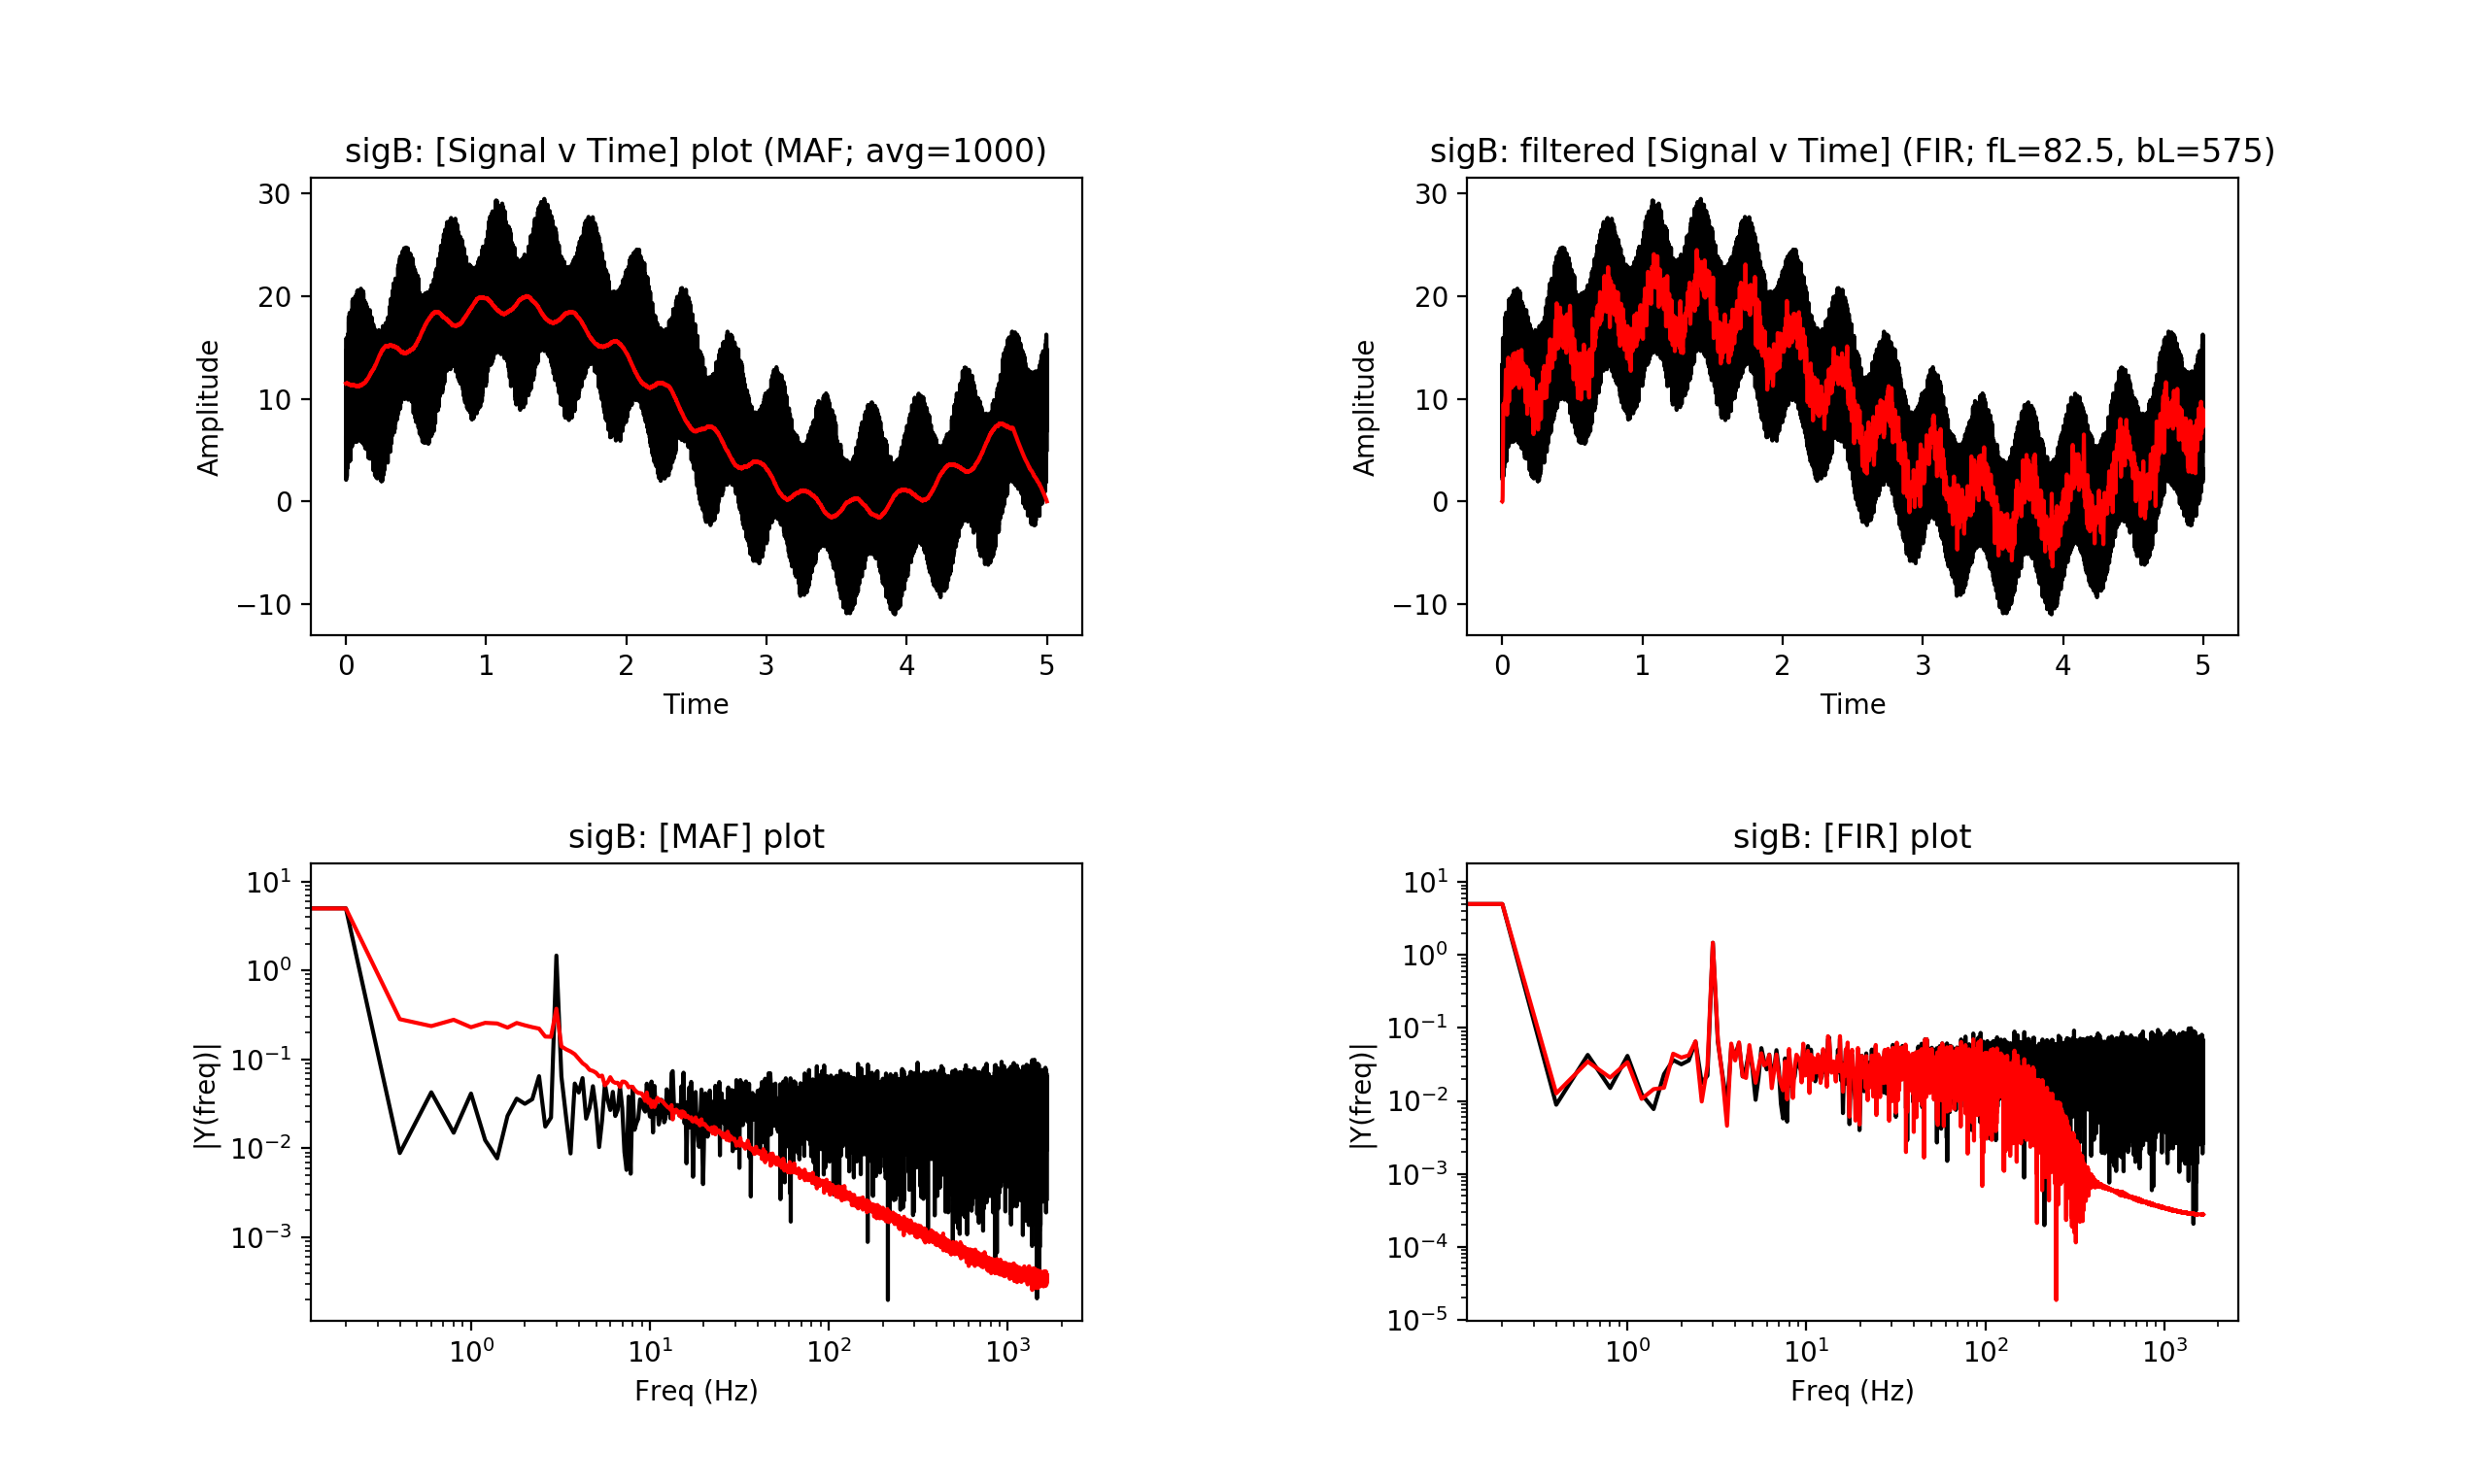 sigB: [Signal v Time] plot (MAF; avg=1000)
30
20
10
0
−10
Amplitude
0 1 2 3 4 5
Time
sigB: filtered [Signal v Time] (FIR; fL=82.5, bL=575)
30
20
10
0
−10
Amplitude
0 1 2 3 4 5
Time
sigB: [MAF] plot
10¹
10⁰
10⁻¹
10⁻²
10⁻³
|Y(freq)|
10⁰ 10¹ 10² 10³
Freq (Hz)
sigB: [FIR] plot
10¹
10⁰
10⁻¹
10⁻²
10⁻³
10⁻⁴
10⁻⁵
|Y(freq)|
10⁰ 10¹ 10² 10³
Freq (Hz)